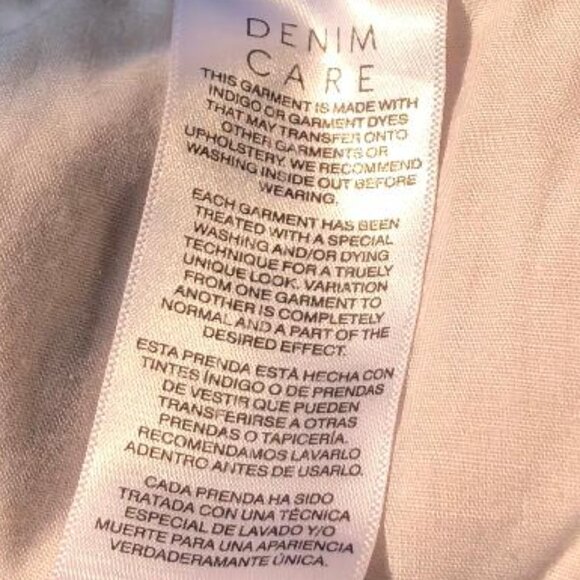 DENIM
CARE
THIS GARMENT IS MADE WITH
INDIGO OR GARMENT DYES
THAT MAY TRANSFER ONTO
OTHER GARMENTS OR
UPHOLSTERY. WE RECOMMEND
WASHING INSIDE OUT BEFORE
WEARING.
EACH GARMENT HAS BEEN
TREATED WITH A SPECIAL
WASHING AND/OR DYING
TECHNIQUE FOR A TRUELY
UNIQUE LOOK. VARIATION
FROM ONE GARMENT TO
ANOTHER IS COMPLETELY
NORMAL AND A PART OF THE
DESIRED EFFECT.
ESTA PRENDA ESTÁ HECHA CON
TINTES ÍNDIGO O DE PRENDAS
DE VESTIR QUE PUEDEN
TRANSFERIRSE A OTRAS
PRENDAS O TAPICERÍA.
RECOMENDAMOS LAVARLO
ADENTRO ANTES DE USARLO.
CADA PRENDA HA SIDO
TRATADA CON UNA TÉCNICA
ESPECIAL DE LAVADO Y/O
MUERTE PARA UNA APARIENCIA
VERDADERAMANTE ÚNICA.